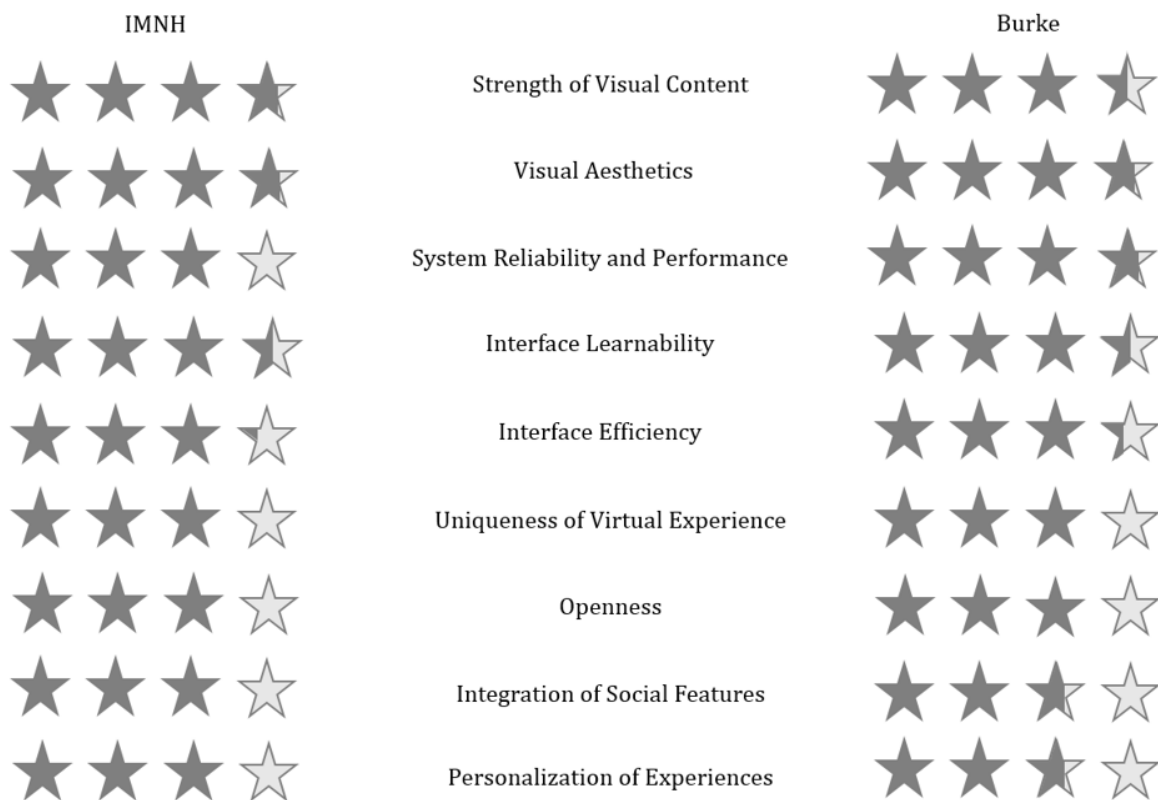 IMNH
Burke
Strength of Visual Content
Visual Aesthetics
System Reliability and Performance
Interface Learnability
Interface Efficiency
Uniqueness of Virtual Experience
Openness
Integration of Social Features
Personalization of Experiences